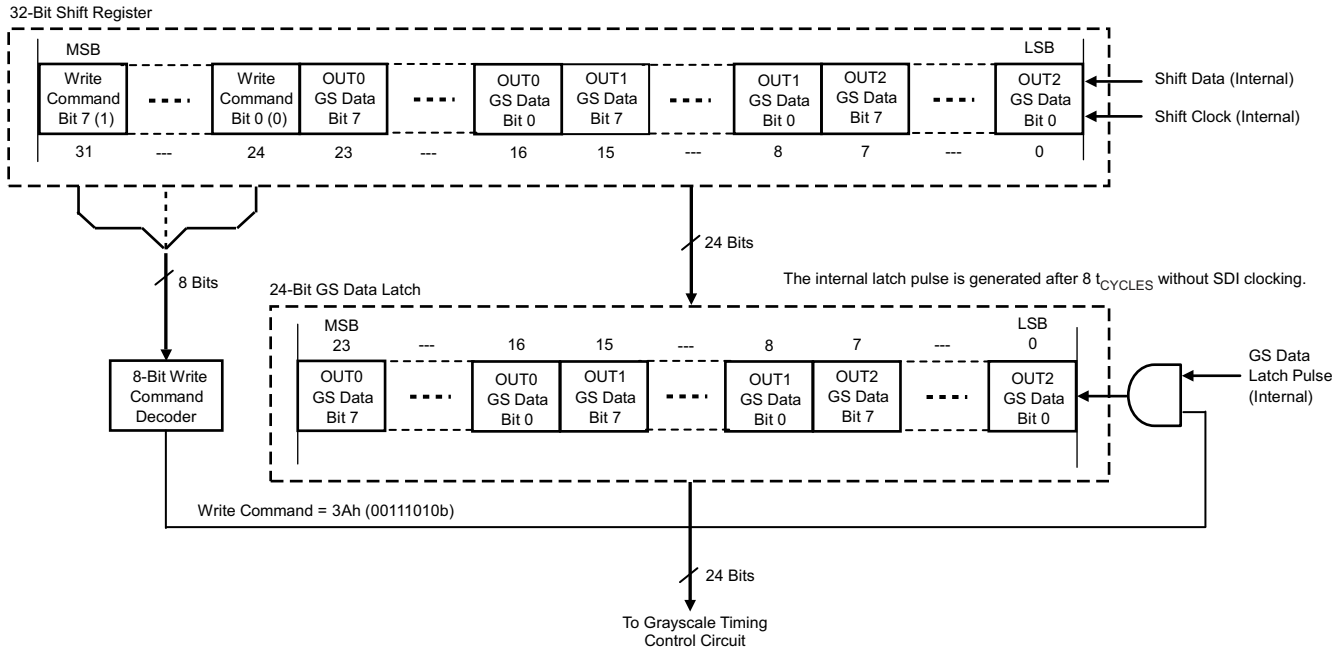 32-Bit Shift Register
MSB
LSB
Write Command Bit 7 (1)
Write Command Bit 0 (0)
OUT0 GS Data Bit 7
OUT0 GS Data Bit 0
OUT1 GS Data Bit 7
OUT1 GS Data Bit 0
OUT2 GS Data Bit 7
OUT2 GS Data Bit 0
Shift Data (Internal)
Shift Clock (Internal)
31 --- 24 23 --- 16 15 --- 8 7 --- 0
24 Bits
8 Bits
The internal latch pulse is generated after 8 tCYCLES without SDI clocking.
24-Bit GS Data Latch
MSB
LSB
23 --- 16 15 --- 8 7 --- 0
8-Bit Write Command Decoder
OUT0 GS Data Bit 7
OUT0 GS Data Bit 0
OUT1 GS Data Bit 7
OUT1 GS Data Bit 0
OUT2 GS Data Bit 7
OUT2 GS Data Bit 0
GS Data
Latch Pulse
(Internal)
Write Command = 3Ah (00111010b)
24 Bits
To Grayscale Timing
Control Circuit